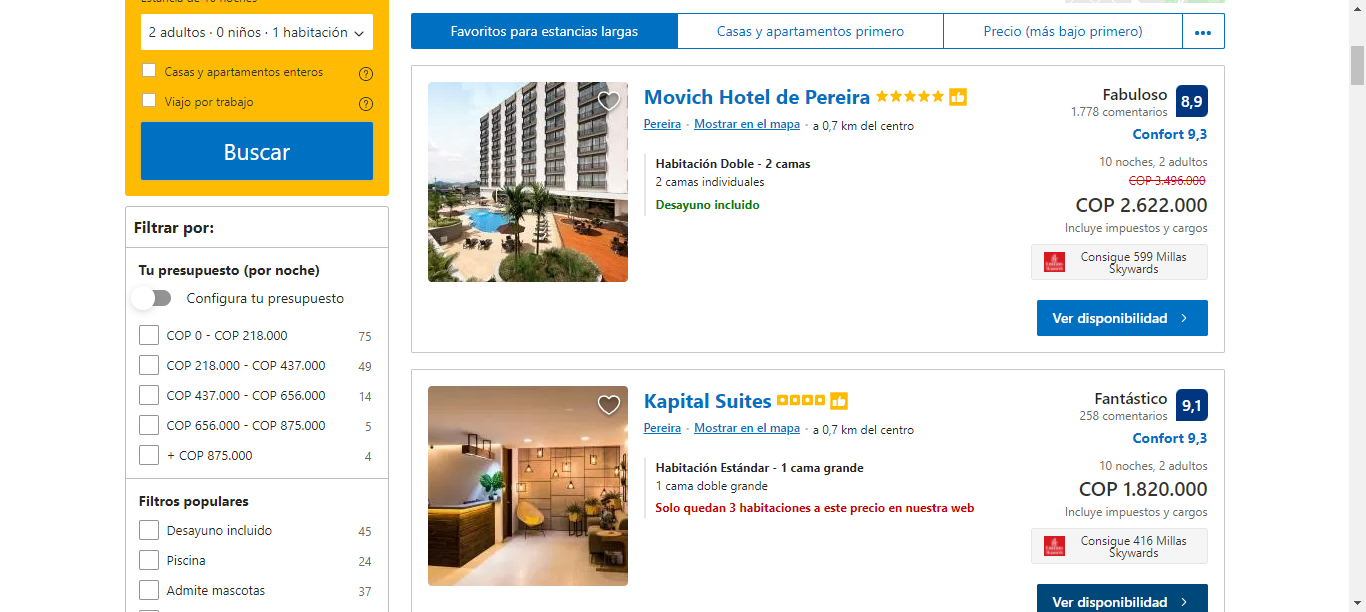 Estancia de 10 noches
2 adultos · 0 niños · 1 habitación
Casas y apartamentos enteros
Viajo por trabajo
Buscar
Filtrar por:
Tu presupuesto (por noche)
Configura tu presupuesto
COP 0 - COP 218.000 75
COP 218.000 - COP 437.000 49
COP 437.000 - COP 656.000 14
COP 656.000 - COP 875.000 5
+ COP 875.000 4
Filtros populares
Desayuno incluido 45
Piscina 24
Admite mascotas 37
Favoritos para estancias largas
Casas y apartamentos primero
Precio (más bajo primero)
Movich Hotel de Pereira
Pereira · Mostrar en el mapa · a 0,7 km del centro
Habitación Doble - 2 camas
2 camas individuales
Desayuno incluido
Fabuloso 8,9
1.778 comentarios
Confort 9,3
10 noches, 2 adultos
COP 3.496.000
COP 2.622.000
Incluye impuestos y cargos
Consigue 599 Millas
Skywards
Ver disponibilidad
Kapital Suites
Pereira · Mostrar en el mapa · a 0,7 km del centro
Habitación Estándar - 1 cama grande
1 cama doble grande
Solo quedan 3 habitaciones a este precio en nuestra web
Fantástico 9,1
258 comentarios
Confort 9,3
10 noches, 2 adultos
COP 1.820.000
Incluye impuestos y cargos
Consigue 416 Millas
Skywards
Ver disponibilidad